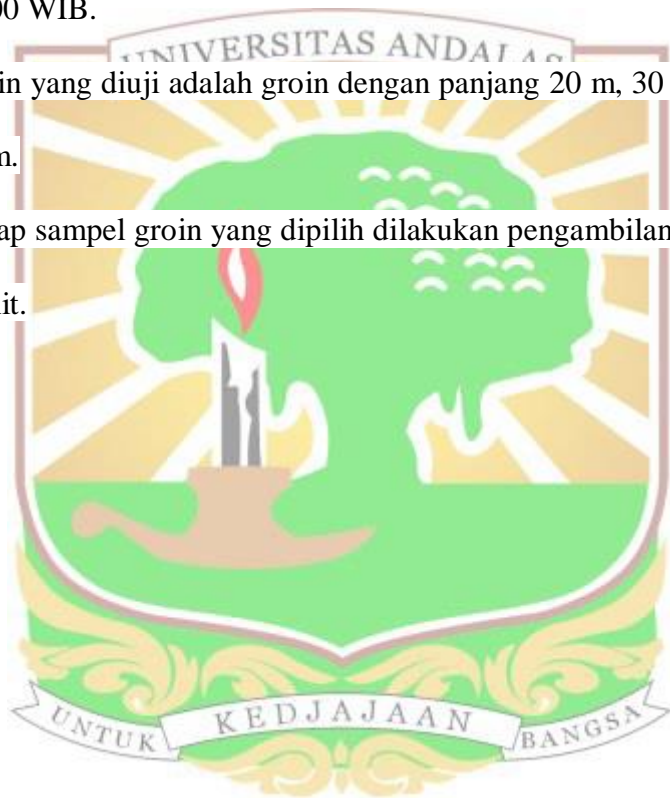 00 WIB.
UNIVERSITAS ANDALAS
in yang diuji adalah groin dengan panjang 20 m, 30
m.
ap sampel groin yang dipilih dilakukan pengambilan
it.
UNTUK KEDJAJAAN BANGSA